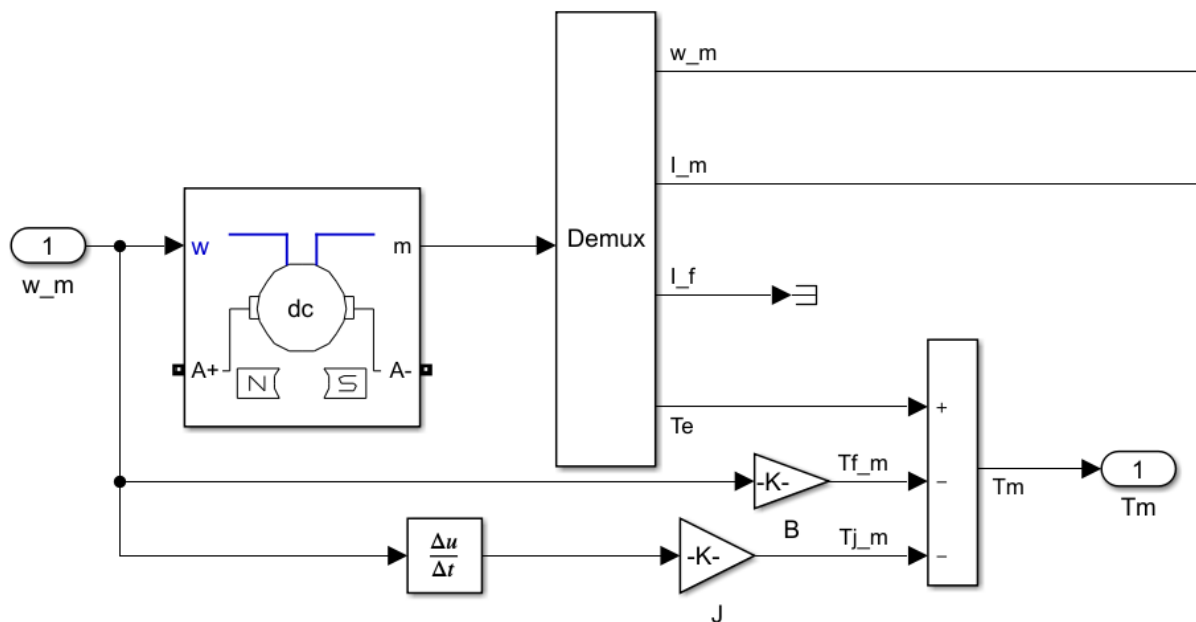 w_m
I_m
Demux
1
w_m
w
m
dc
A+
N
S
A-
I_f
Te
+
-K-
Tf_m
−
B
Tm
1
Tm
Δu
Δt
-K-
Tj_m
−
J